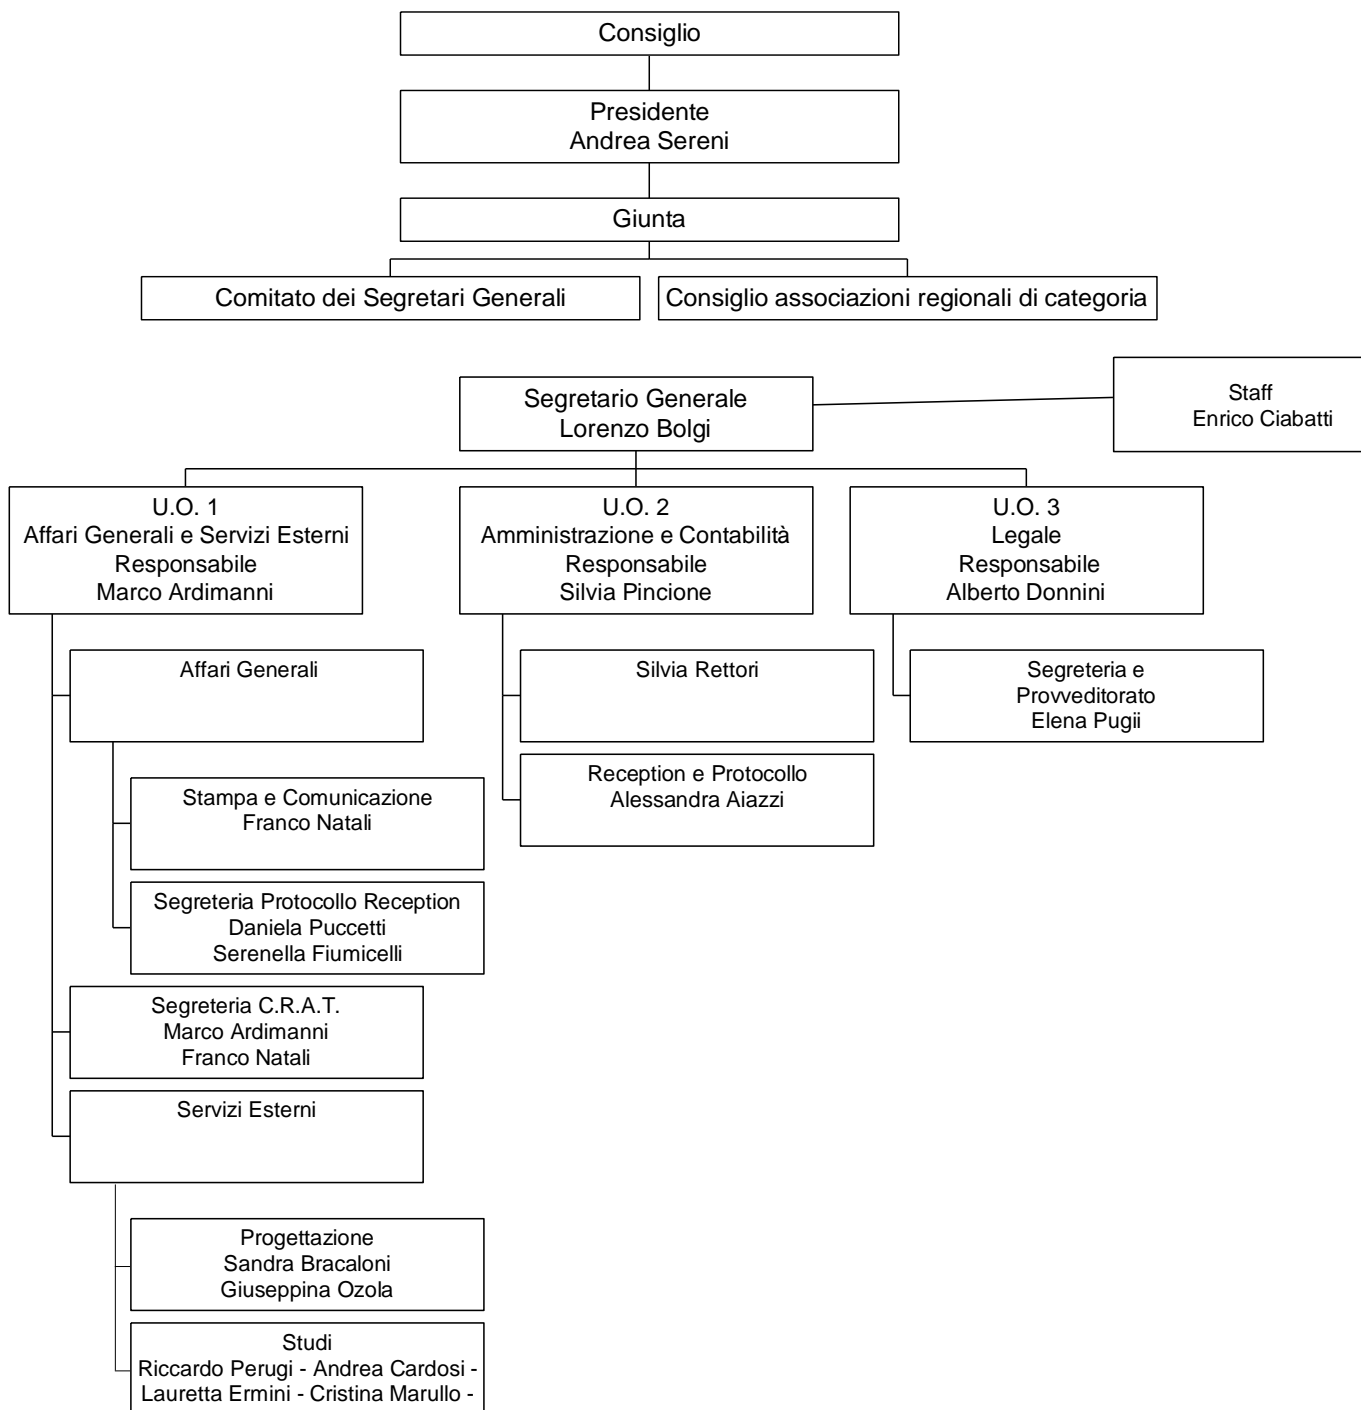 Consiglio
Presidente
Andrea Sereni
Giunta
Comitato dei Segretari Generali
Consiglio associazioni regionali di categoria
Segretario Generale
Lorenzo Bolgi
Staff
Enrico Ciabatti
U.O. 1
Affari Generali e Servizi Esterni
Responsabile
Marco Ardimanni
U.O. 2
Amministrazione e Contabilità
Responsabile
Silvia Pincione
U.O. 3
Legale
Responsabile
Alberto Donnini
Affari Generali
Stampa e Comunicazione
Franco Natali
Segreteria Protocollo Reception
Daniela Puccetti
Serenella Fiumicelli
Segreteria C.R.A.T.
Marco Ardimanni
Franco Natali
Servizi Esterni
Progettazione
Sandra Bracaloni
Giuseppina Ozola
Studi
Riccardo Perugi - Andrea Cardosi -
Lauretta Ermini - Cristina Marullo -
Silvia Rettori
Reception e Protocollo
Alessandra Aiazzi
Segreteria e
Provveditorato
Elena Pugii